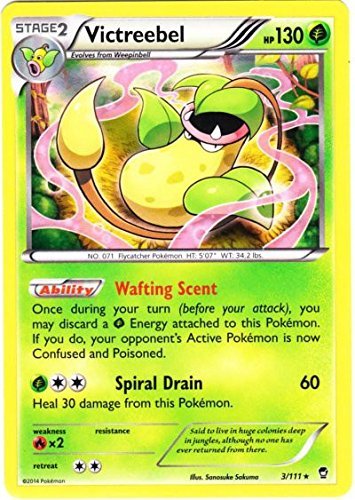 STAGE2
Victreebel
HP 130
Evolves from Weepinbell
NO. 071 Flycatcher Pokémon HT. 5'07" WT. 34.2 lbs.
Ability Wafting Scent
Once during your turn (before your attack), you
may discard a Energy attached to this Pokémon.
If you do, your opponent's Active Pokémon is now
Confused and Poisoned.
Spiral Drain 60
Heal 30 damage from this Pokémon.
weakness resistance
x2
retreat
Said to live in huge colonies deep
in jungles, although no one has
ever returned from there.
Illus. Sanosuke Sakuma
3/111
©2014 Pokémon